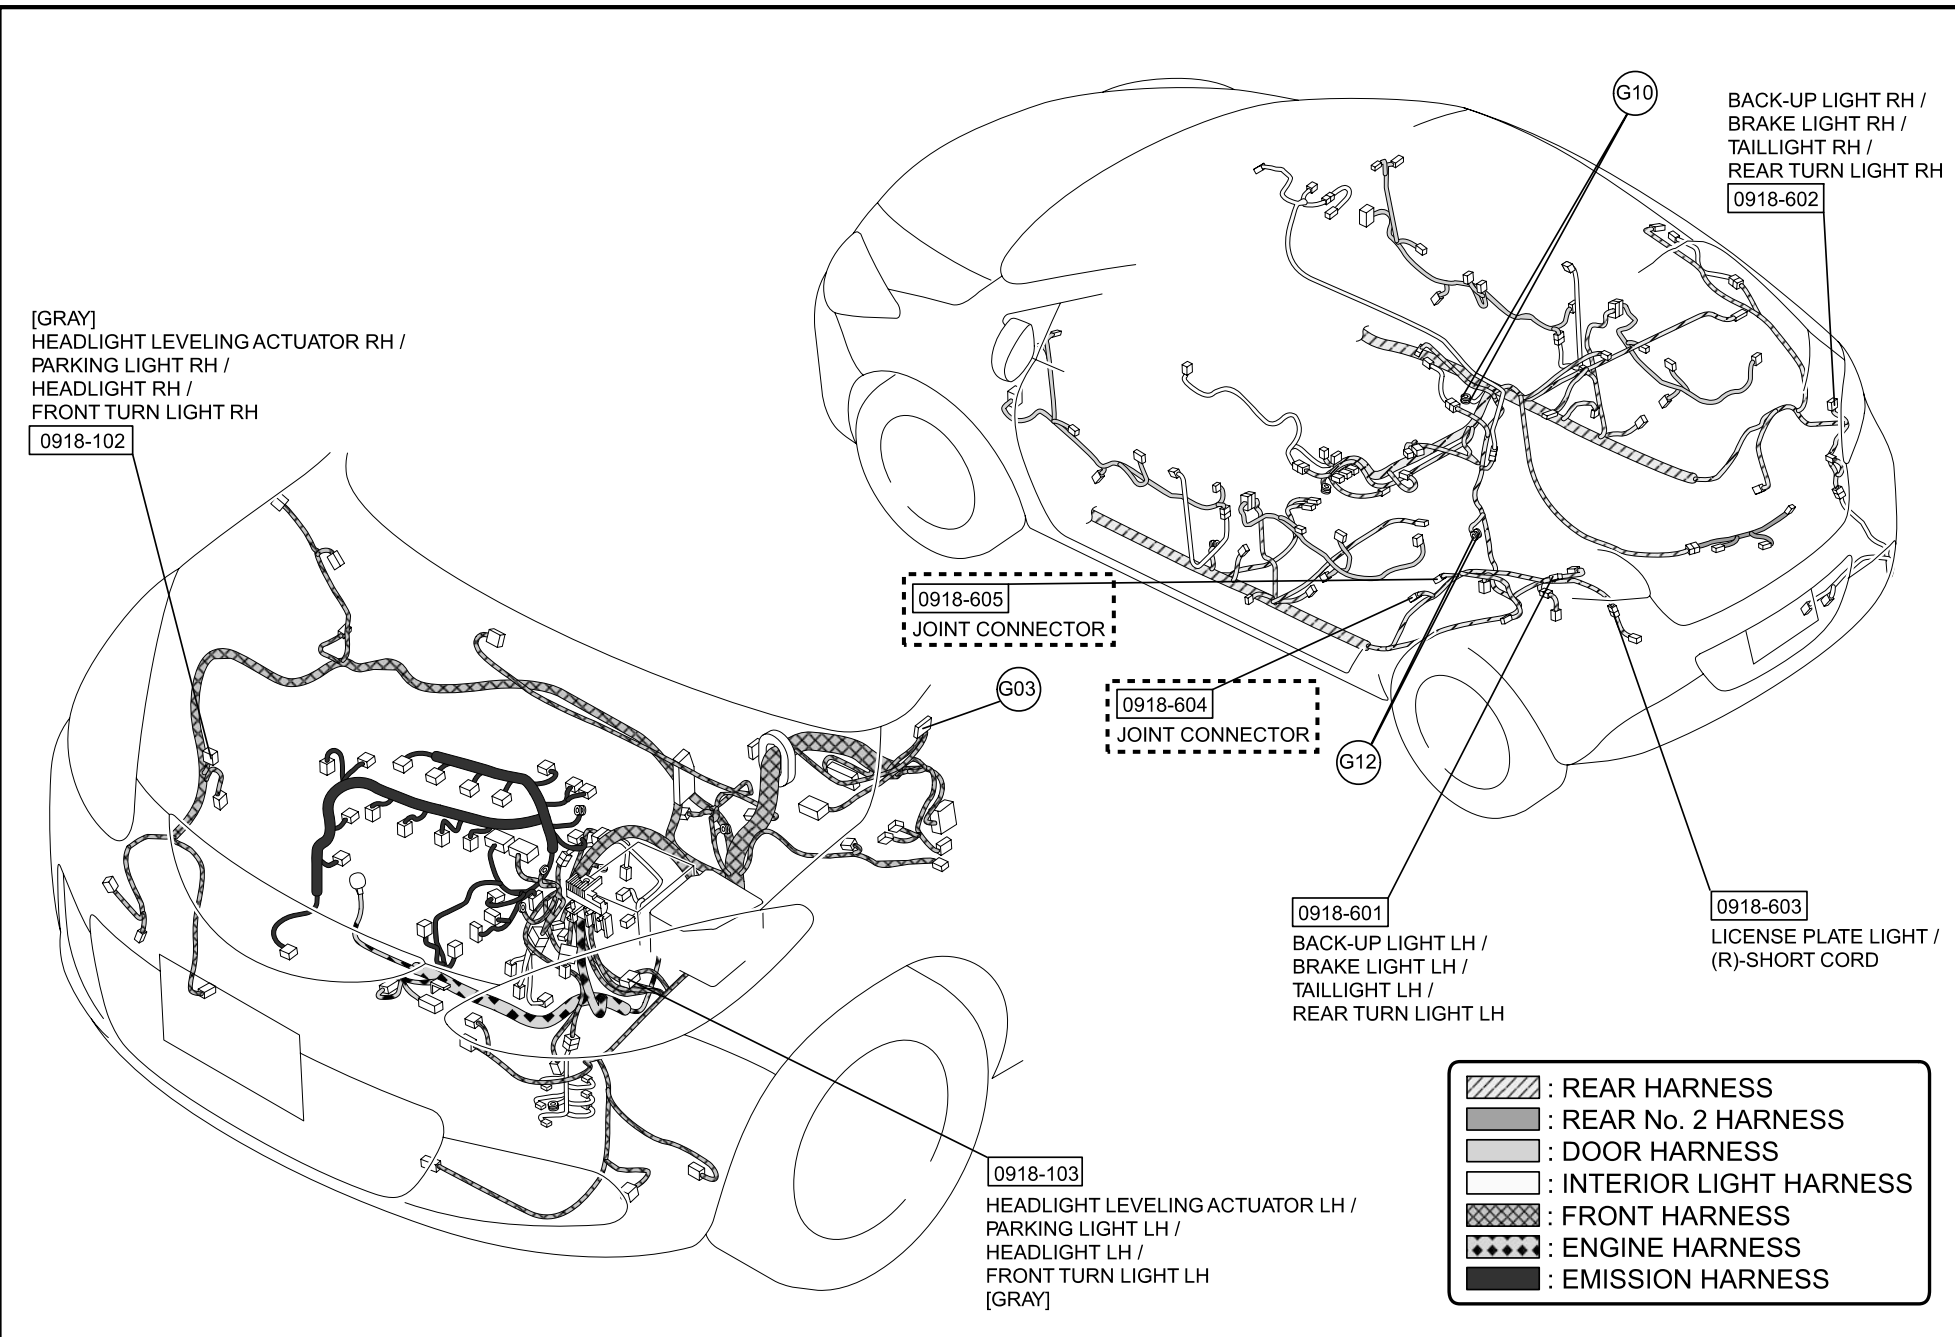 G10
BACK-UP LIGHT RH /
BRAKE LIGHT RH /
TAILLIGHT RH /
REAR TURN LIGHT RH
0918-602
[GRAY]
HEADLIGHT LEVELING ACTUATOR RH /
PARKING LIGHT RH /
HEADLIGHT RH /
FRONT TURN LIGHT RH
0918-102
0918-605
JOINT CONNECTOR
G03
0918-604
JOINT CONNECTOR
G12
0918-601
BACK-UP LIGHT LH /
BRAKE LIGHT LH /
TAILLIGHT LH /
REAR TURN LIGHT LH
0918-603
LICENSE PLATE LIGHT /
(R)-SHORT CORD
0918-103
HEADLIGHT LEVELING ACTUATOR LH /
PARKING LIGHT LH /
HEADLIGHT LH /
FRONT TURN LIGHT LH
[GRAY]
: REAR HARNESS
: REAR No. 2 HARNESS
: DOOR HARNESS
: INTERIOR LIGHT HARNESS
: FRONT HARNESS
: ENGINE HARNESS
: EMISSION HARNESS